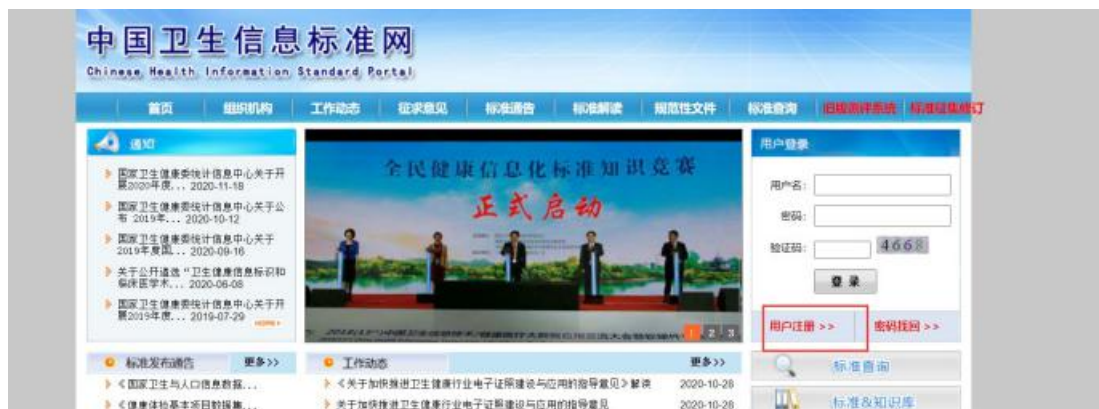 中国卫生信息标准网
Chinese Health Information Standard Portal
首页 组织机构 工作动态 征求意见 标准通告 标准解读 规范性文件 标准查询 旧版测评系统 标准征集修订
通知
国家卫生健康委统计信息中心关于开
展2020年度... 2020-11-18
国家卫生健康委统计信息中心关于公
布 2019年... 2020-10-12
国家卫生健康委统计信息中心关于
2019年度国... 2020-09-16
关于公开遴选“卫生健康信息标识和
临床医学术... 2020-06-08
国家卫生健康委统计信息中心关于开
展2019年度... 2019-07-29
MORE+
全民健康信息化标准知识竞赛
正式启动
1 2 3
用户登录
用户名:
密码:
验证码: 4668
登 录
用户注册 >> 密码找回 >>
标准发布通告 更多>>
《国家卫生与人口信息数据...
《健康体检基本项目数据集...
工作动态 更多>>
《关于加快推进卫生健康行业电子证照建设与应用的指导意见》解读 2020-10-28
关于加快推进卫生健康行业电子证照建设与应用的指导意见 2020-10-28
标准查询
标准&知识库